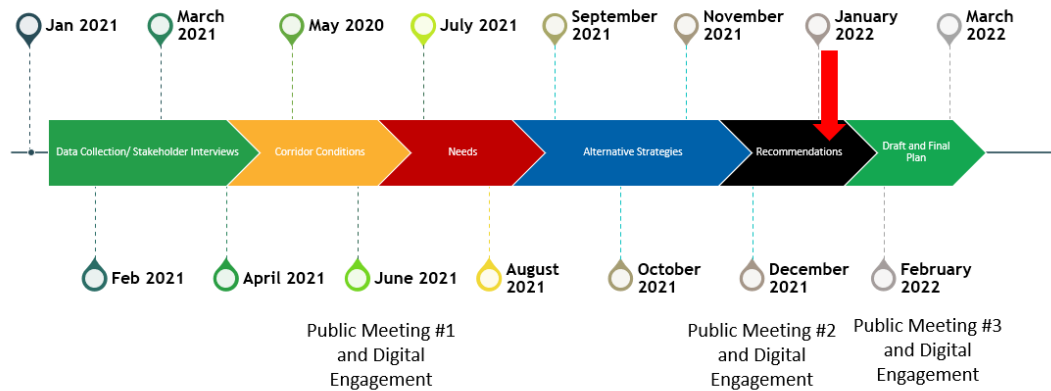 Jan 2021
March
2021
May 2020
July 2021
September
2021
November
2021
January
2022
March
2022
Data Collection/ Stakeholder Interviews
Corridor Conditions
Needs
Alternative Strategies
Recommendations
Draft and Final
Plan
Feb 2021
April 2021
June 2021
August
2021
October
2021
December
2021
February
2022
Public Meeting #1
and Digital
Engagement
Public Meeting #2
and Digital
Engagement
Public Meeting #3
and Digital
Engagement